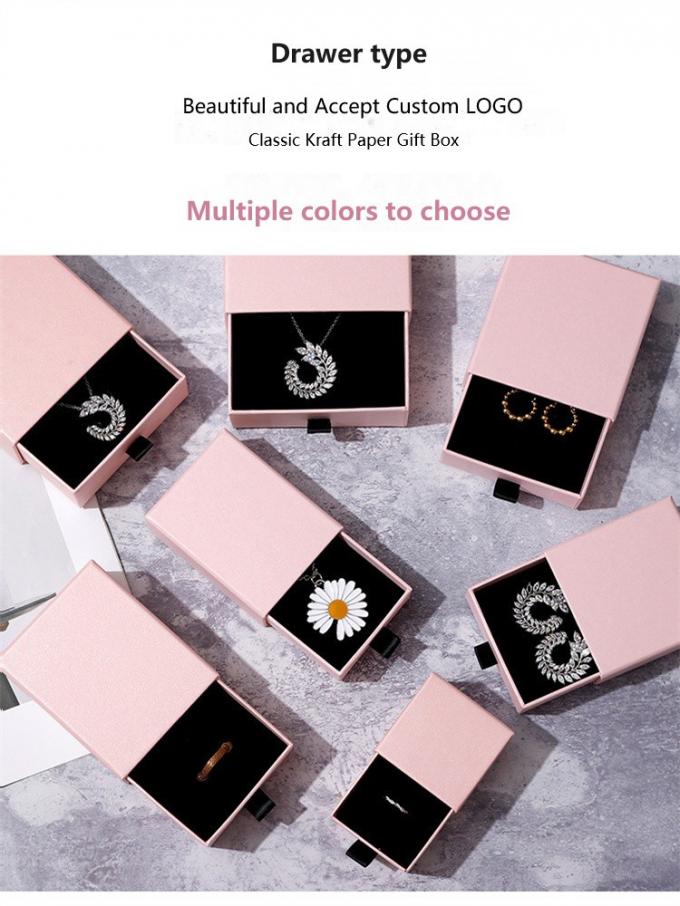 Drawer type
Beautiful and Accept Custom LOGO
Classic Kraft Paper Gift Box
Multiple colors to choose